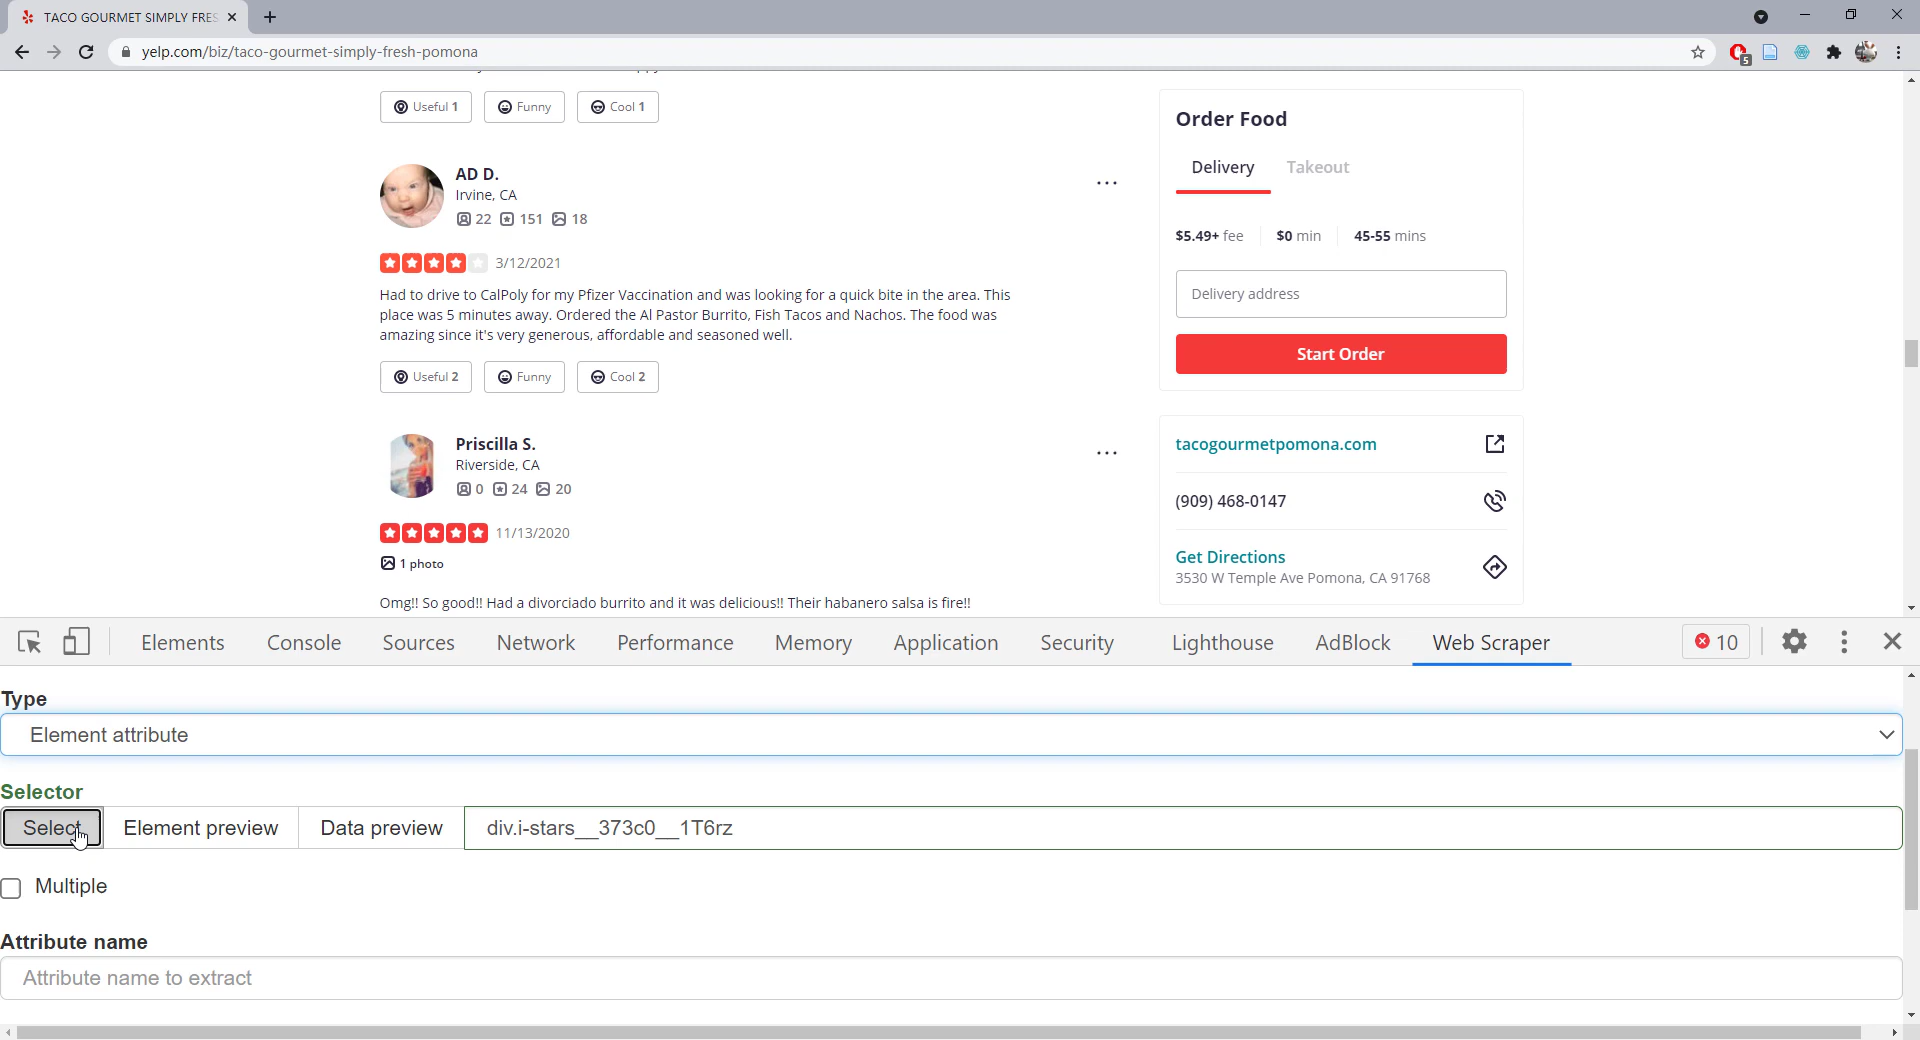 TACO GOURMET SIMPLY FRES
yelp.com/biz/taco-gourmet-simply-fresh-pomona
5
Useful 1
Funny
Cool 1
AD D.
Irvine, CA
22 151 18
3/12/2021
Had to drive to CalPoly for my Pfizer Vaccination and was looking for a quick bite in the area. This
place was 5 minutes away. Ordered the Al Pastor Burrito, Fish Tacos and Nachos. The food was
amazing since it's very generous, affordable and seasoned well.
Useful 2
Funny
Cool 2
Priscilla S.
Riverside, CA
0 24 20
11/13/2020
1 photo
Omg!! So good!! Had a divorciado burrito and it was delicious!! Their habanero salsa is fire!!
Order Food
Delivery Takeout
$5.49+ fee $0 min 45-55 mins
Delivery address
Start Order
tacogourmetpomona.com
(909) 468-0147
Get Directions
3530 W Temple Ave Pomona, CA 91768
Elements Console Sources Network Performance Memory Application Security Lighthouse AdBlock Web Scraper 10
Type
Element attribute
Selector
Select Element preview Data preview div.i-stars__373c0__1T6rz
Multiple
Attribute name
Attribute name to extract